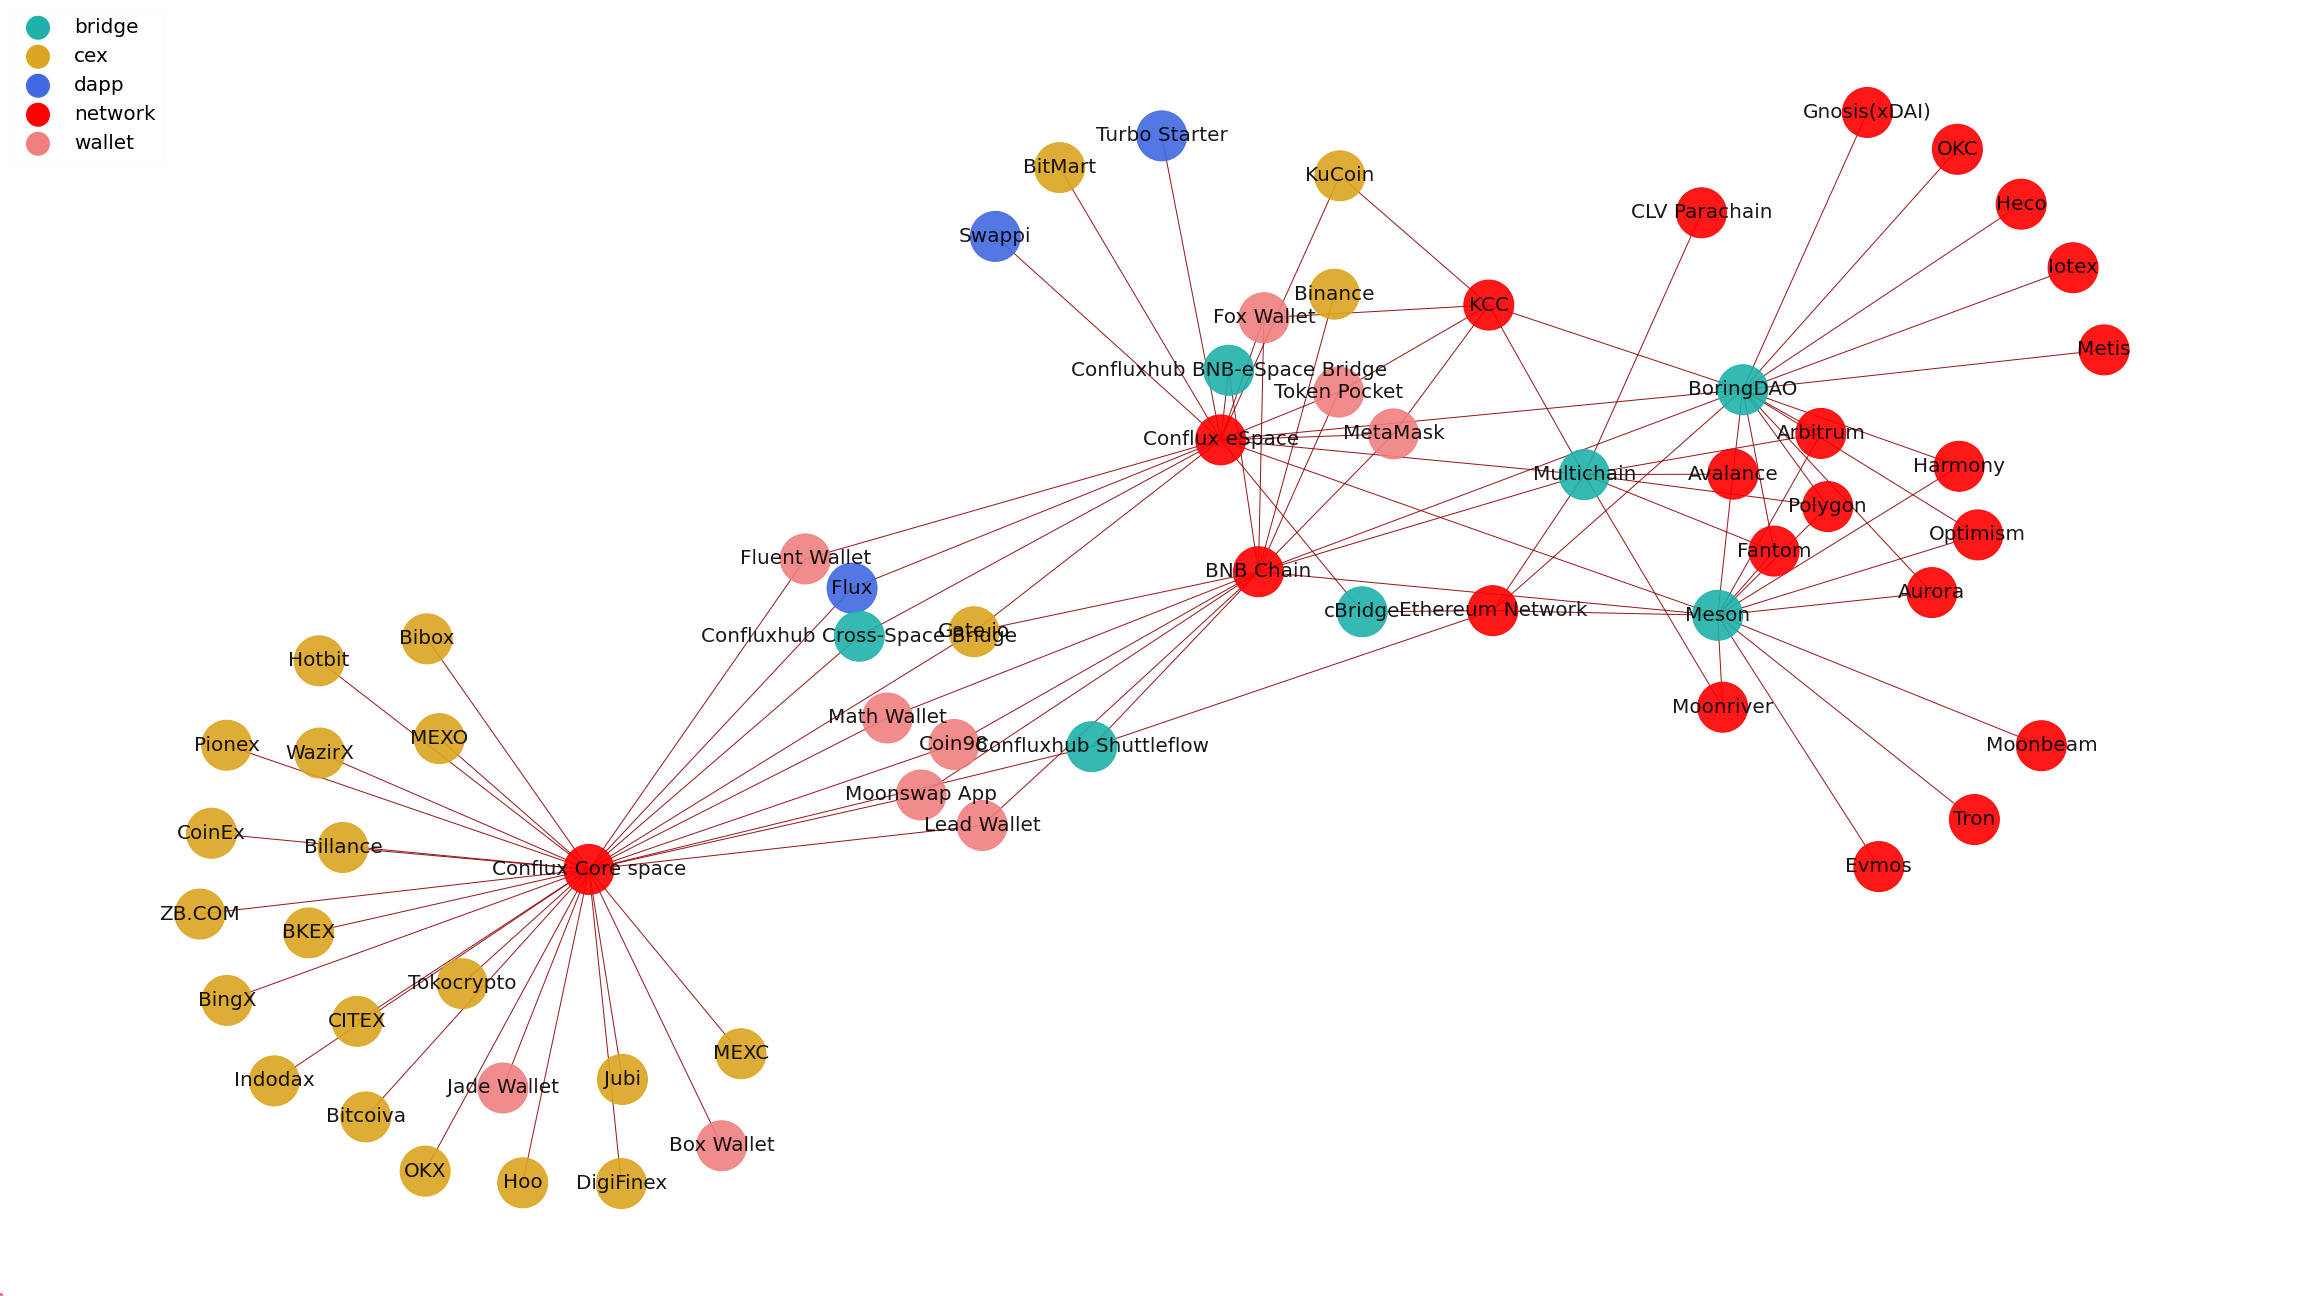 bridge
cex
dapp
network
wallet
Gnosis(xDAI)
Turbo Starter
OKC
BitMart
KuCoin
Heco
CLV Parachain
Swappi
Iotex
Binance
KCC
Fox Wallet
Metis
Confluxhub BNB-eSpace Bridge
BoringDAO
Token Pocket
Arbitrum
MetaMask
Conflux eSpace
Harmony
Multichain
Avalance
Polygon
Optimism
Fantom
Fluent Wallet
BNB Chain
Flux
Aurora
cBridge
Ethereum Network
Meson
Gate.io
Confluxhub Cross-Space Bridge
Bibox
Hotbit
Moonriver
Math Wallet
MEXO
Pionex
WazirX
Coin98
Confluxhub Shuttleflow
Moonbeam
Moonswap App
Tron
Lead Wallet
CoinEx
Billance
Evmos
Conflux Core space
ZB.COM
BKEX
Tokocrypto
BingX
CITEX
MEXC
Indodax
Jubi
Jade Wallet
Bitcoiva
Box Wallet
OKX
Hoo
DigiFinex